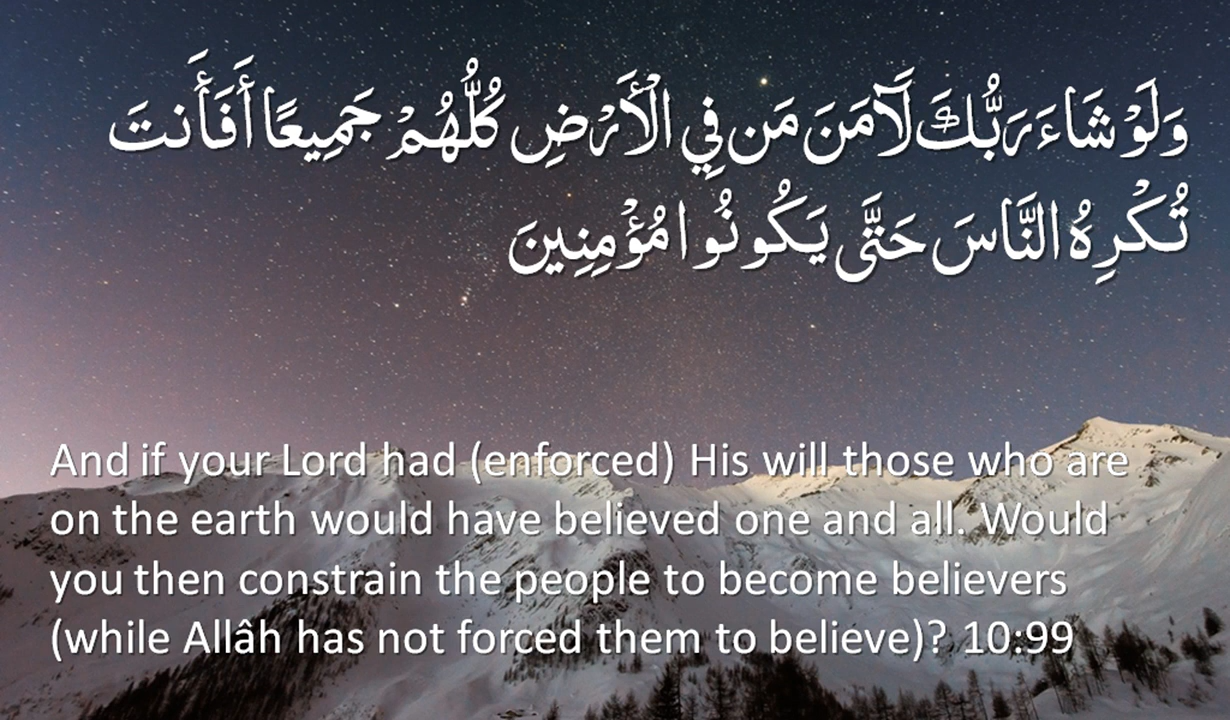 وَلَوْ شَاءَ رَبُّكَ لَآمَنَ مَن فِي الْأَرْضِ كُلُّهُمْ جَمِيعًا أَفَأَنتَ
تُكْرِهُ النَّاسَ حَتَّى يَكُونُوا مُؤْمِنِينَ
And if your Lord had (enforced) His will those who are
on the earth would have believed one and all. Would
you then constrain the people to become believers
(while Allâh has not forced them to believe)? 10:99